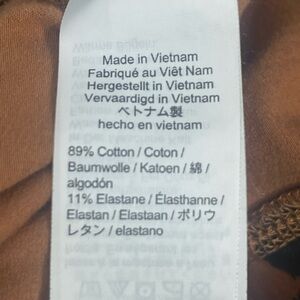 Made in Vietnam
Fabriqué au Viêt Nam
Hergestellt in Vietnam
Vervaardigd in Vietnam
ベトナム製
hecho en vietnam
89% Cotton / Coton /
Baumwolle / Katoen / 綿 /
algodón
11% Elastane / Élasthanne /
Elastan / Elastaan / ポリウ
レタン / elastano